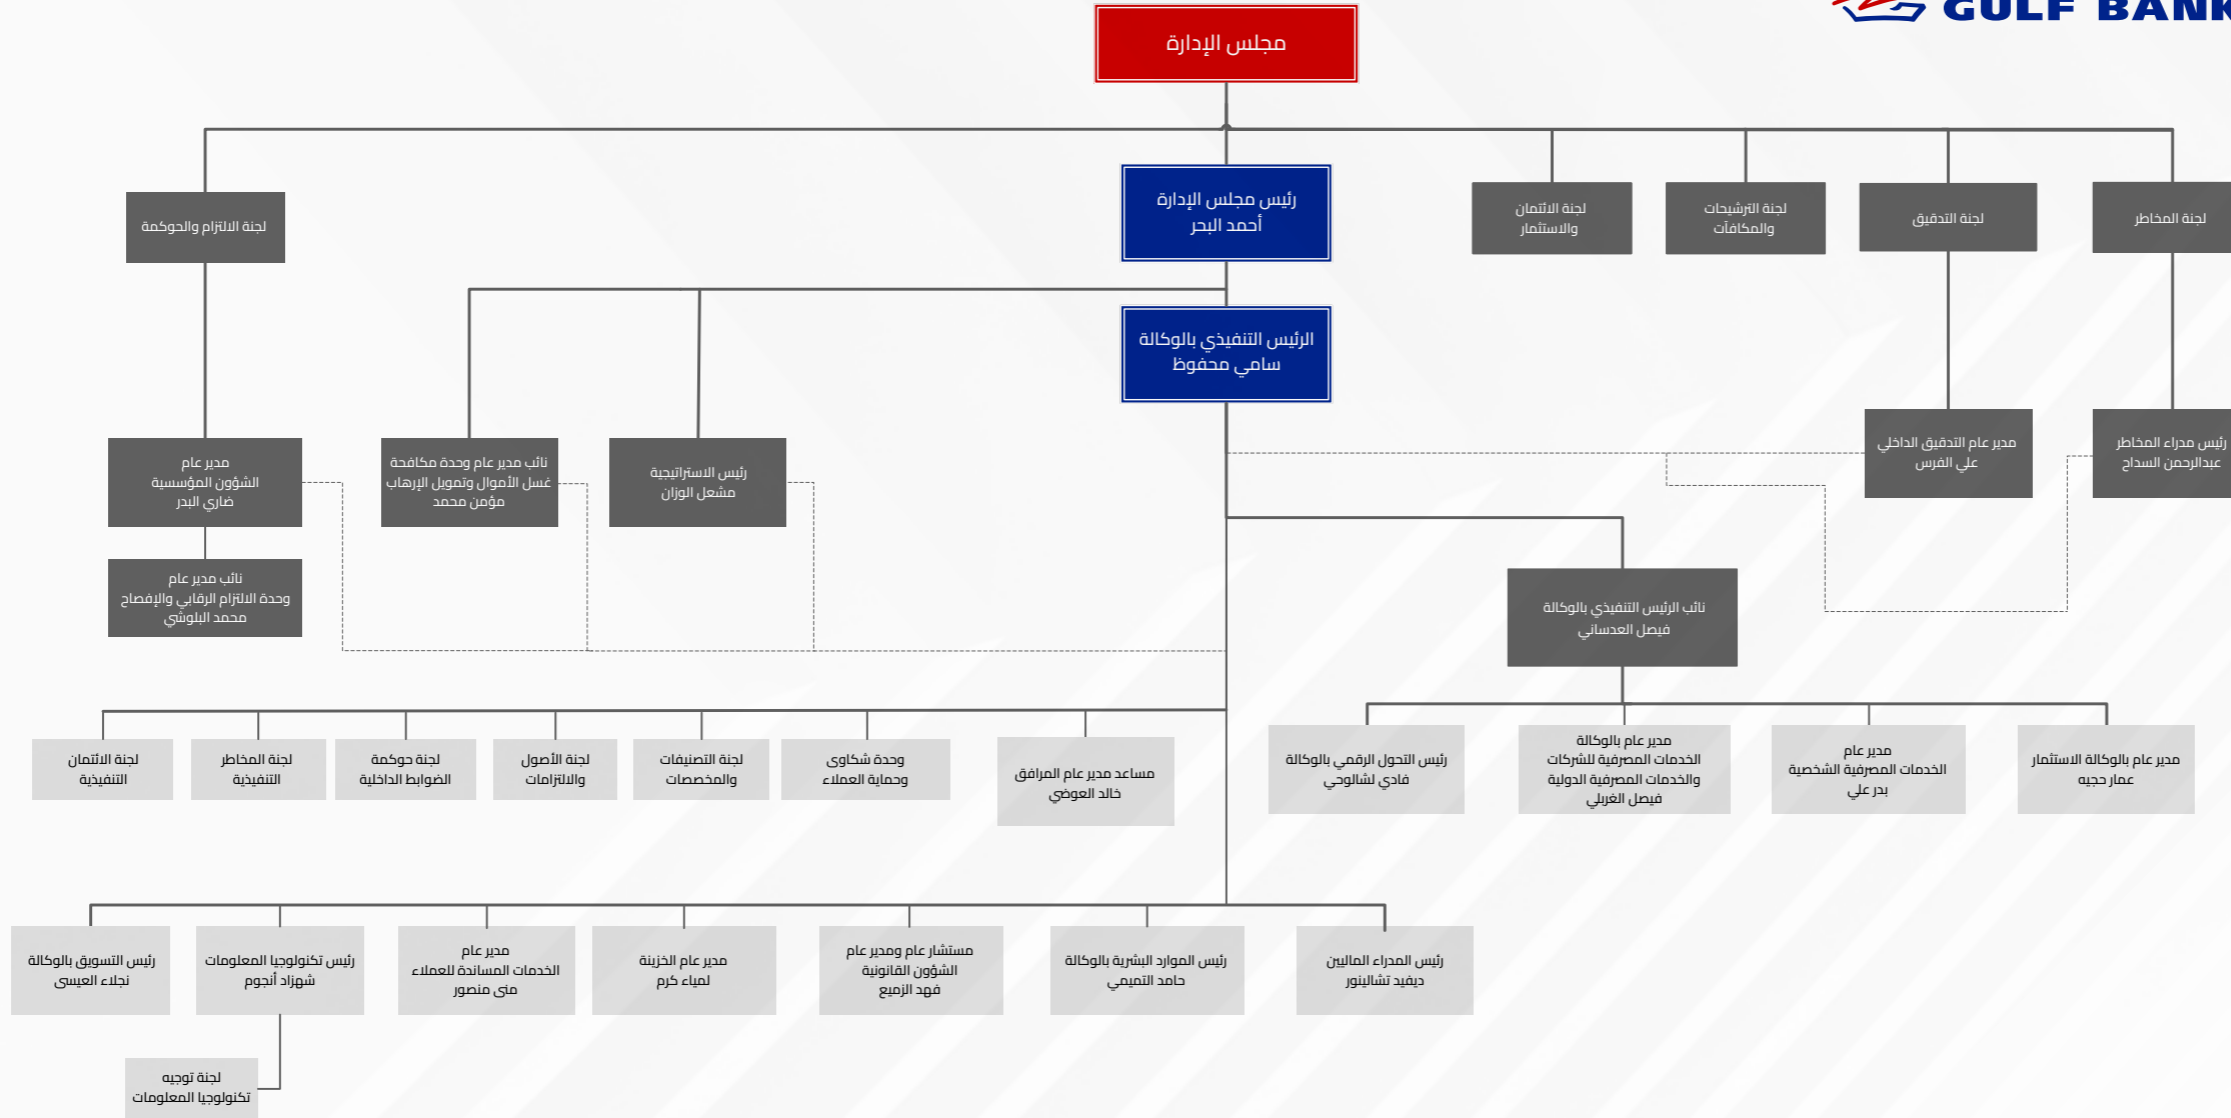 GULF BANK
مجلس الإدارة
رئيس مجلس الإدارة
أحمد البحر
لجنة المخاطر
لجنة التدقيق
لجنة الترشيحات
والمكافآت
لجنة الائتمان
والاستثمار
لجنة الالتزام والحوكمة
الرئيس التنفيذي بالوكالة
سامي محفوظ
رئيس مدراء المخاطر
عبدالرحمن السداح
مدير عام التدقيق الداخلي
علي الفرس
رئيس الاستراتيجية
مشعل الوزان
نائب مدير عام وحدة مكافحة
غسل الأموال وتمويل الإرهاب
مؤمن محمد
مدير عام
الشؤون المؤسسية
ضاري البدر
نائب مدير عام
وحدة الالتزام الرقابي والإفصاح
محمد البلوشي
نائب الرئيس التنفيذي بالوكالة
فيصل العدساني
مدير عام بالوكالة الاستثمار
عمار حجيه
مدير عام
الخدمات المصرفية الشخصية
بدر علي
مدير عام بالوكالة
الخدمات المصرفية للشركات
والخدمات المصرفية الدولية
فيصل الغربلي
رئيس التحول الرقمي بالوكالة
فادي لشالوحي
مساعد مدير عام المرافق
خالد العوضي
وحدة شكاوى
وحماية العملاء
لجنة التصنيفات
والمخصصات
لجنة الأصول
والالتزامات
لجنة حوكمة
الضوابط الداخلية
لجنة المخاطر
التنفيذية
لجنة الائتمان
التنفيذية
رئيس المدراء الماليين
ديفيد تشالينور
رئيس الموارد البشرية بالوكالة
حامد التميمي
مستشار عام ومدير عام
الشؤون القانونية
فهد الزميع
مدير عام الخزينة
لمياء كرم
مدير عام
الخدمات المساندة للعملاء
منى منصور
رئيس تكنولوجيا المعلومات
شهزاد أنجوم
رئيس التسويق بالوكالة
نجلاء العيسى
لجنة توجيه
تكنولوجيا المعلومات